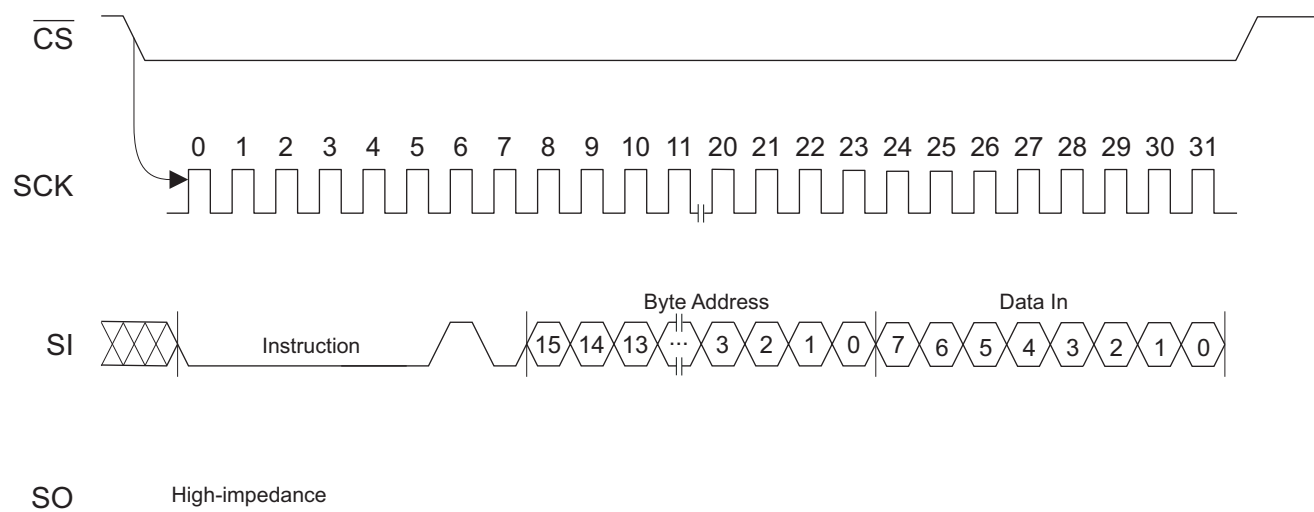 CS
0 1 2 3 4 5 6 7 8 9 10 11 20 21 22 23 24 25 26 27 28 29 30 31
SCK
Byte Address Data In
SI Instruction 15 14 13 ... 3 2 1 0 7 6 5 4 3 2 1 0
SO High-impedance